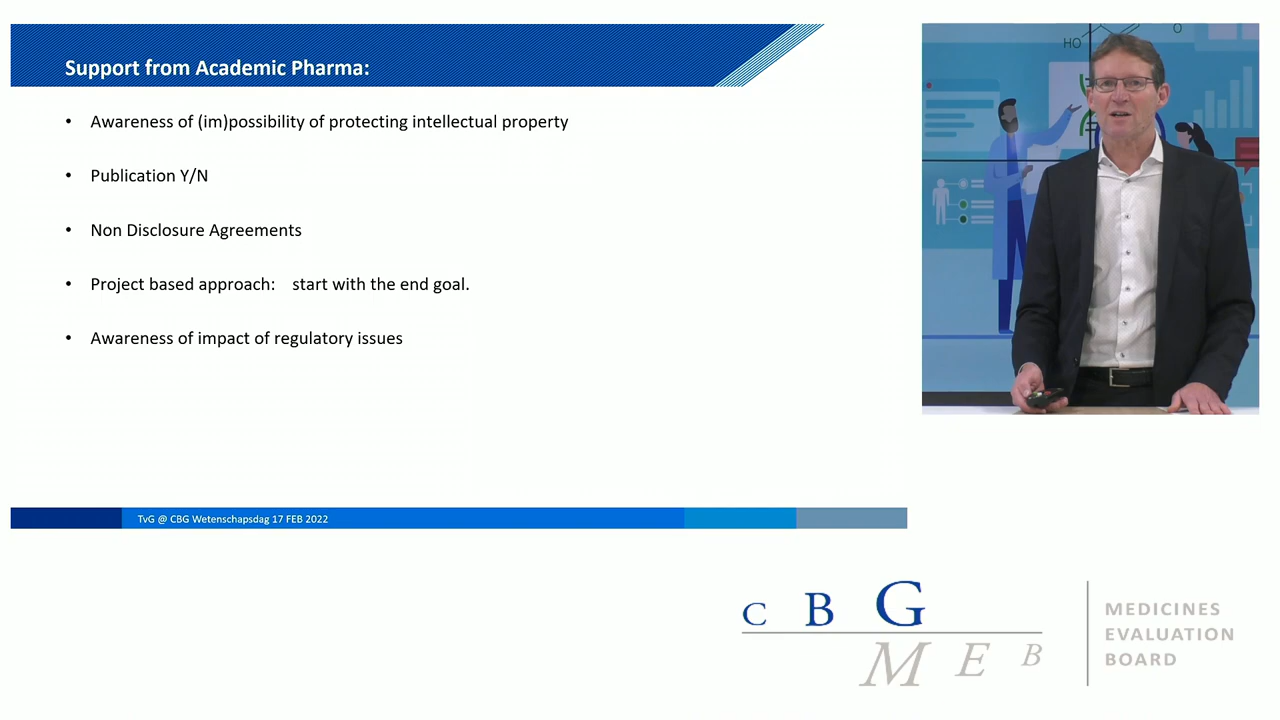 Support from Academic Pharma:
• Awareness of (im)possibility of protecting intellectual property
• Publication Y/N
• Non Disclosure Agreements
• Project based approach: start with the end goal.
• Awareness of impact of regulatory issues
TvG @ CBG Wetenschapsdag 17 FEB 2022
HO
O
C B G
M E B
MEDICINES
EVALUATION
BOARD